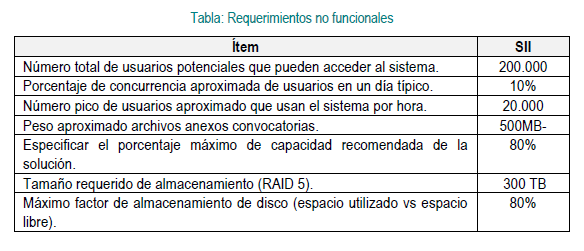 Tabla: Requerimientos no funcionales
Ítem SII
Número total de usuarios potenciales que pueden acceder al sistema. 200.000
Porcentaje de concurrencia aproximada de usuarios en un día típico. 10%
Número pico de usuarios aproximado que usan el sistema por hora. 20.000
Peso aproximado archivos anexos convocatorias. 500MB-
Especificar el porcentaje máximo de capacidad recomendada de la 80%
solución.
Tamaño requerido de almacenamiento (RAID 5). 300 TB
Máximo factor de almacenamiento de disco (espacio utilizado vs espacio 80%
libre).